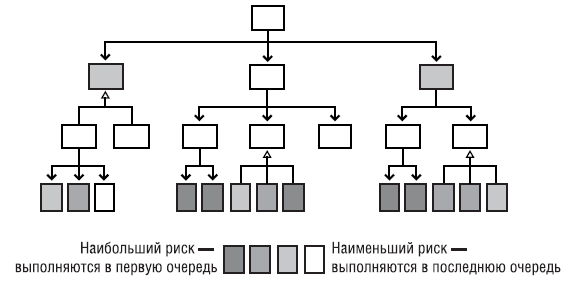 Наибольший риск —
выполняются в первую очередь
Наименьший риск —
выполняются в последнюю очередь